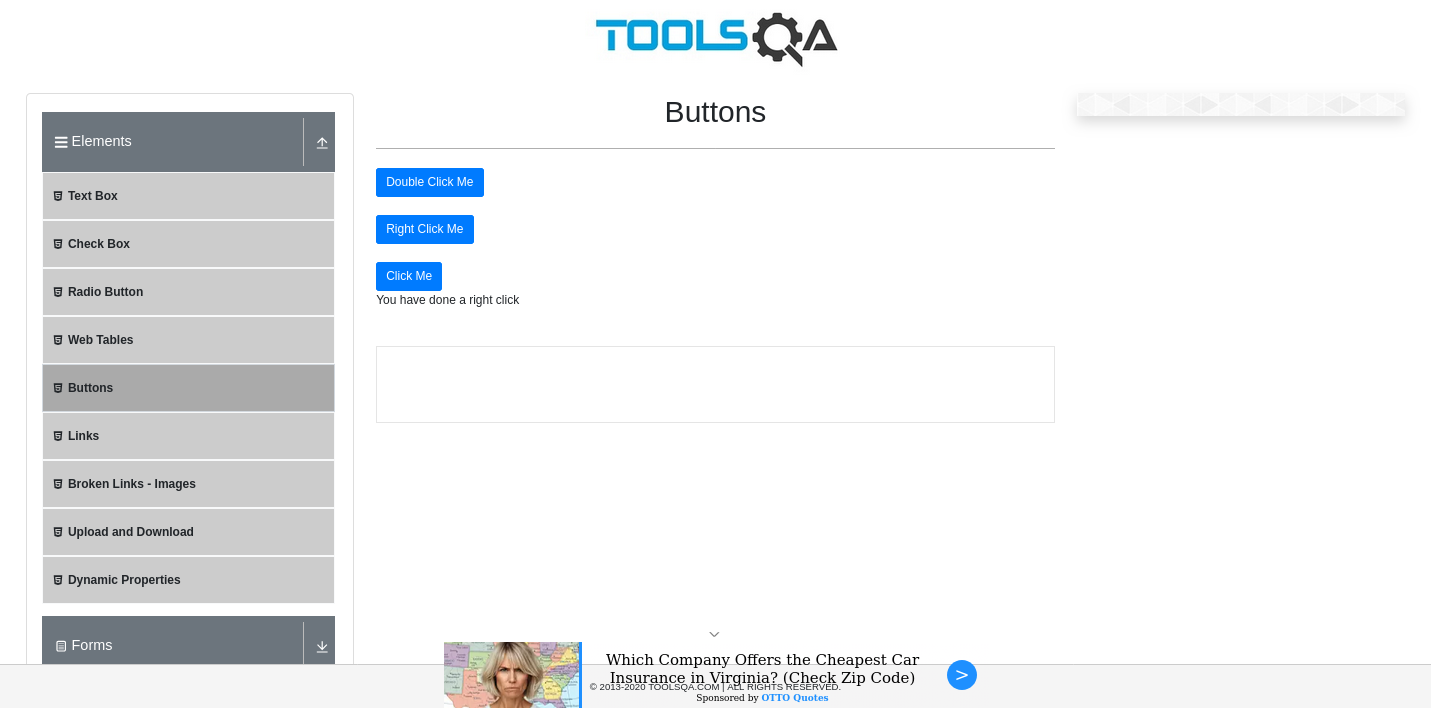 TOOLSQA
Elements
Text Box
Check Box
Radio Button
Web Tables
Buttons
Links
Broken Links - Images
Upload and Download
Dynamic Properties
Forms
Buttons
Double Click Me
Right Click Me
Click Me
You have done a right click
Which Company Offers the Cheapest Car
Insurance in Virginia? (Check Zip Code)
© 2013-2020 TOOLSQA.COM | ALL RIGHTS RESERVED.
Sponsored by OTTO Quotes